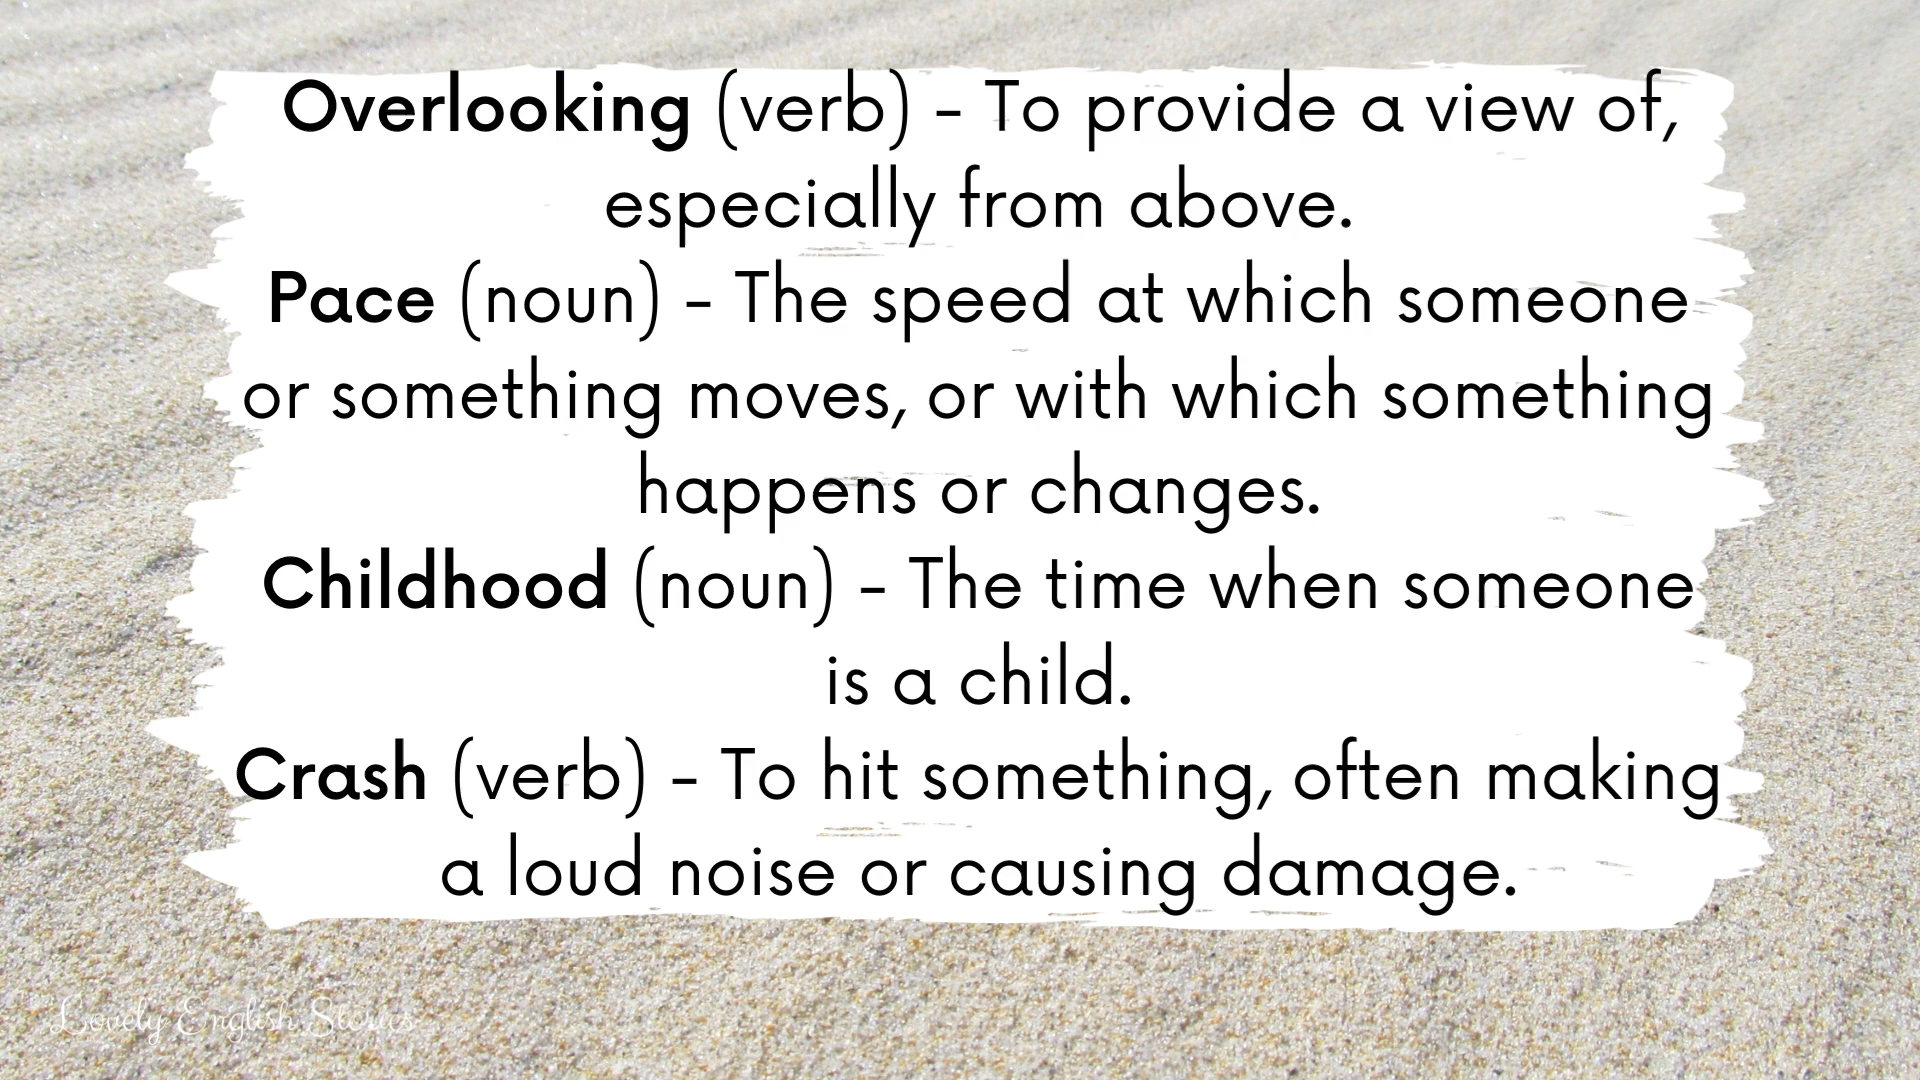 Overlooking (verb) - To provide a view of,
especially from above.
Pace (noun) - The speed at which someone
or something moves, or with which something
happens or changes.
Childhood (noun) - The time when someone
is a child.
Crash (verb) - To hit something, often making
a loud noise or causing damage.
Lovely English Stories